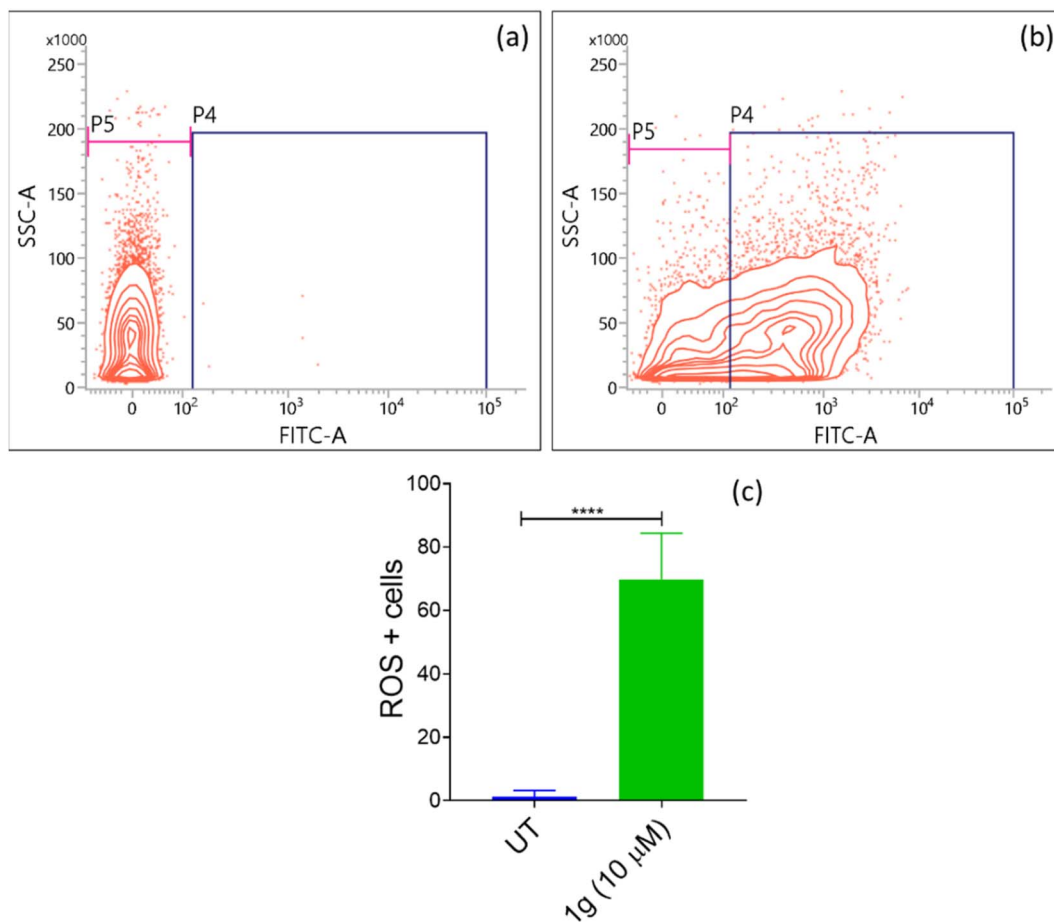 (a)
x1000
250
200
150
100
50
0
SSC-A
P5
P4
0
10²
10³
10⁴
10⁵
FITC-A
(b)
x1000
250
200
150
100
50
0
SSC-A
P5
P4
0
10²
10³
10⁴
10⁵
FITC-A
(c)
100
80
60
40
20
0
ROS + cells
****
UT
1g (10 μM)